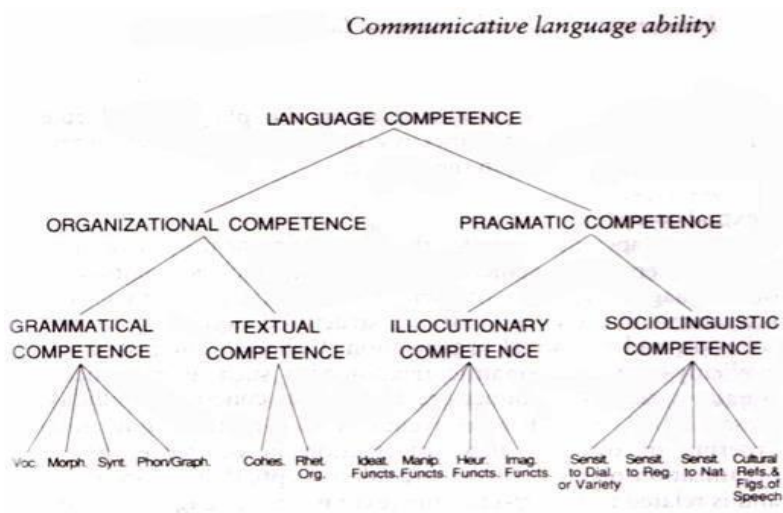 Communicative language ability
LANGUAGE COMPETENCE
ORGANIZATIONAL COMPETENCE
PRAGMATIC COMPETENCE
GRAMMATICAL
COMPETENCE
TEXTUAL
COMPETENCE
ILLOCUTIONARY
COMPETENCE
SOCIOLINGUISTIC
COMPETENCE
Voc.
Morph.
Synt.
Phon/Graph.
Cohes.
Rhet.
Org.
Ideat.
Functs.
Manip.
Functs.
Heur.
Functs.
Imag.
Functs.
Sensit.
to Dial.
or Variety
Sensit.
to Reg.
Sensit.
to Nat.
Cultural
Refs.&
Figs.of
Speech